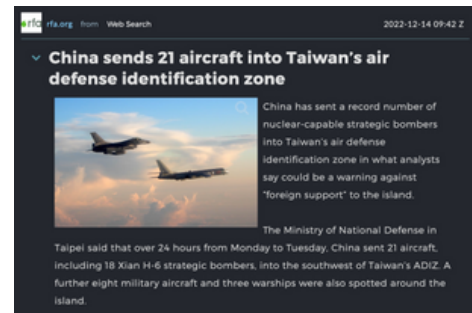 rfa rfa.org from Web Search 2022-12-14 09:42 Z
China sends 21 aircraft into Taiwan's air
defense identification zone
China has sent a record number of
nuclear-capable strategic bombers
into Taiwan's air defense
identification zone in what analysts
say could be a warning against
"foreign support" to the island.
The Ministry of National Defense in
Taipei said that over 24 hours from Monday to Tuesday, China sent 21 aircraft,
including 18 Xian H-6 strategic bombers, into the southwest of Taiwan's ADIZ. A
further eight military aircraft and three warships were also spotted around the
island.